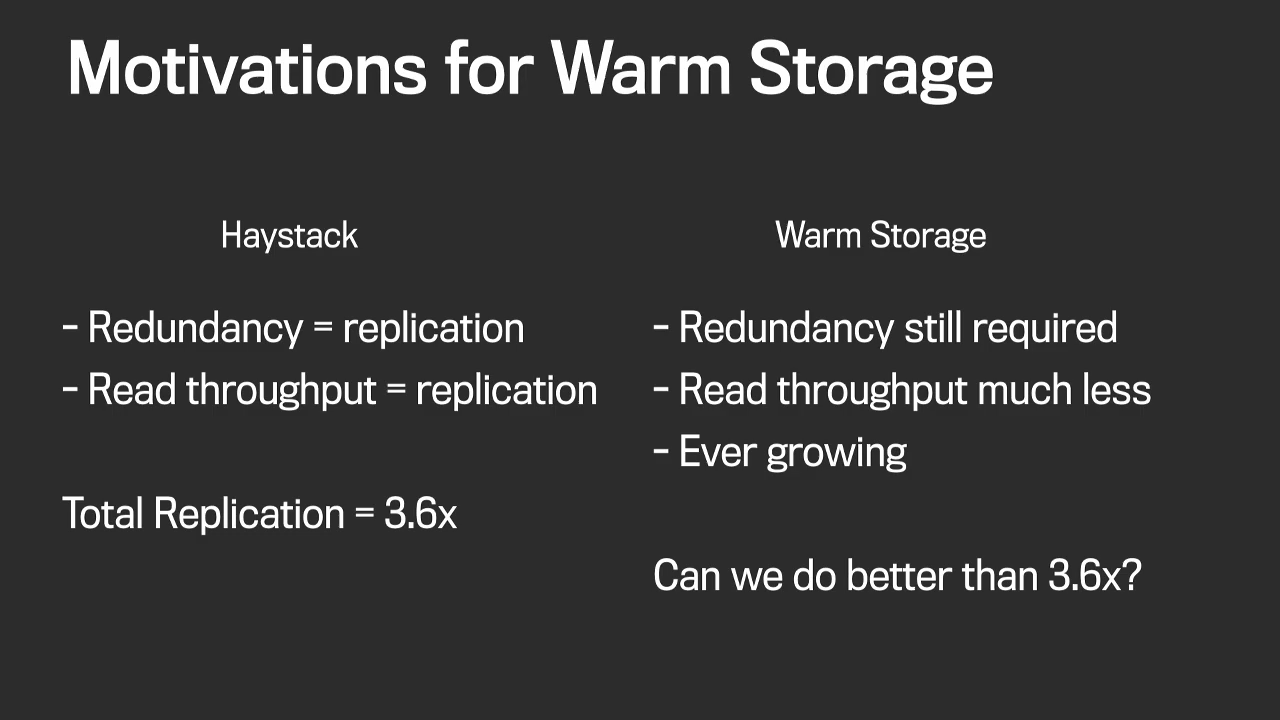 Motivations for Warm Storage
Haystack
- Redundancy = replication
- Read throughput = replication
Total Replication = 3.6x
Warm Storage
- Redundancy still required
- Read throughput much less
- Ever growing
Can we do better than 3.6x?